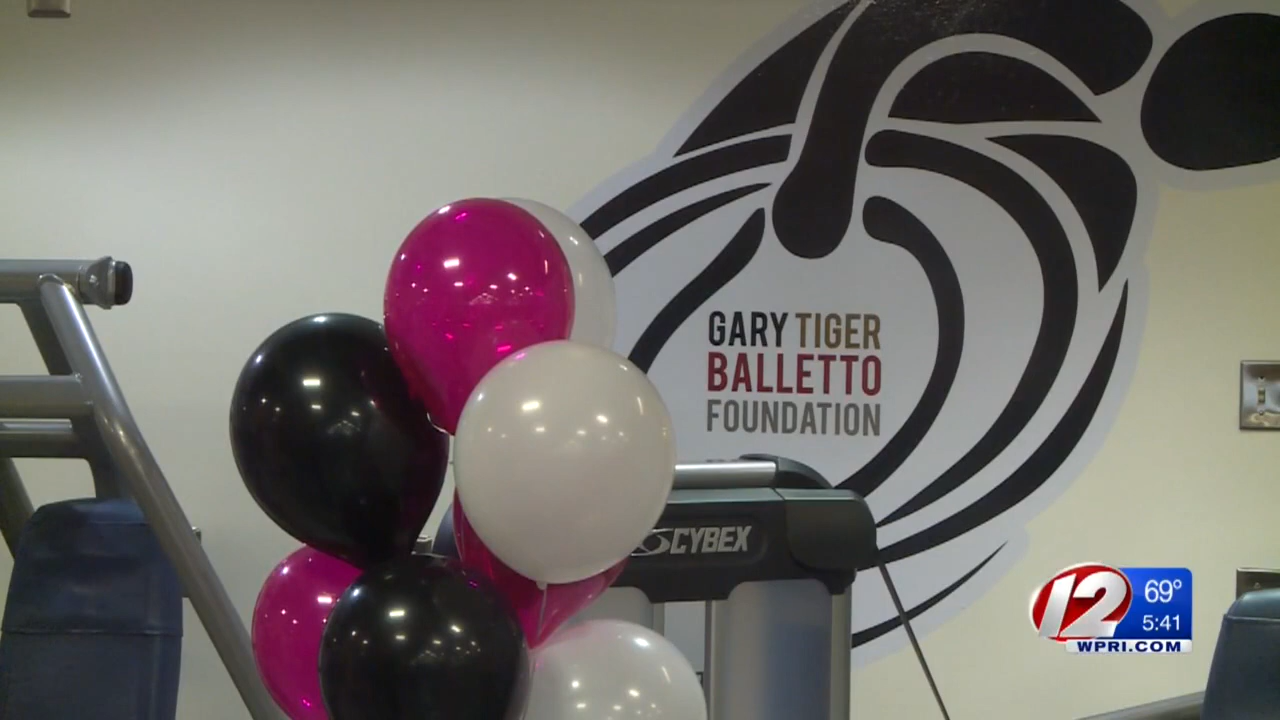 GARY TIGER
BALLETTO
FOUNDATION
CYBEX
12
69°
5:41
WPRI.COM